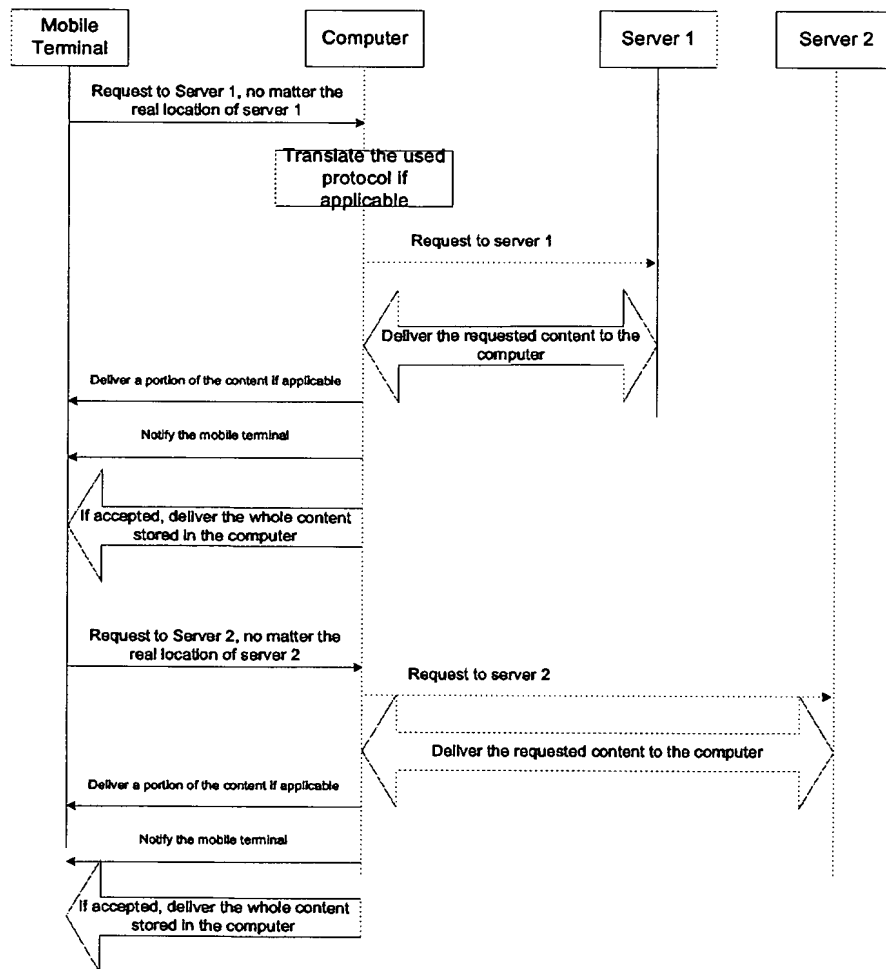 Mobile
Terminal
Computer
Server 1
Server 2
Request to Server 1, no matter the
real location of server 1
Translate the used
protocol if
applicable
Request to server 1
Deliver the requested content to the
computer
Deliver a portion of the content if applicable
Notify the mobile terminal
If accepted, deliver the whole content
stored in the computer
Request to Server 2, no matter the
real location of server 2
Request to server 2
Deliver the requested content to the computer
Deliver a portion of the content if applicable
Notify the mobile terminal
If accepted, deliver the whole content
stored in the computer